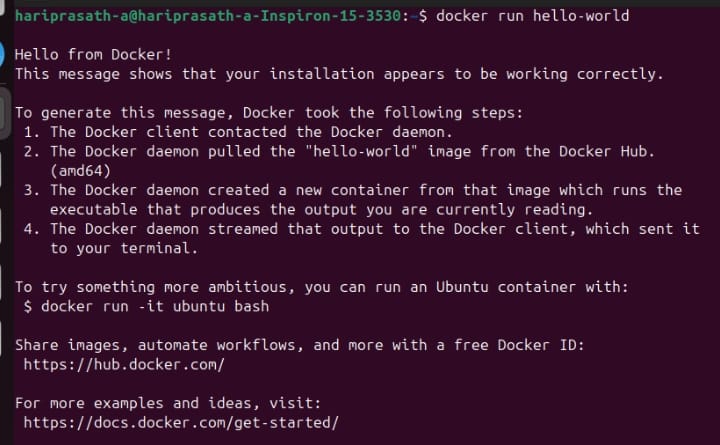 hariprasath-a@hariprasath-a-Inspiron-15-3530:~$ docker run hello-world
Hello from Docker!
This message shows that your installation appears to be working correctly.
To generate this message, Docker took the following steps:
1. The Docker client contacted the Docker daemon.
2. The Docker daemon pulled the "hello-world" image from the Docker Hub.
(amd64)
3. The Docker daemon created a new container from that image which runs the
executable that produces the output you are currently reading.
4. The Docker daemon streamed that output to the Docker client, which sent it
to your terminal.
To try something more ambitious, you can run an Ubuntu container with:
$ docker run -it ubuntu bash
Share images, automate workflows, and more with a free Docker ID:
https://hub.docker.com/
For more examples and ideas, visit:
https://docs.docker.com/get-started/